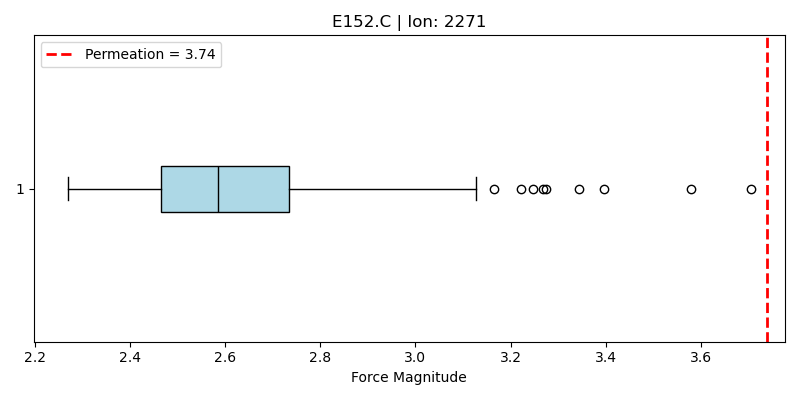 E152.C | Ion: 2271
Permeation = 3.74
1
2.2 2.4 2.6 2.8 3.0 3.2 3.4 3.6
Force Magnitude